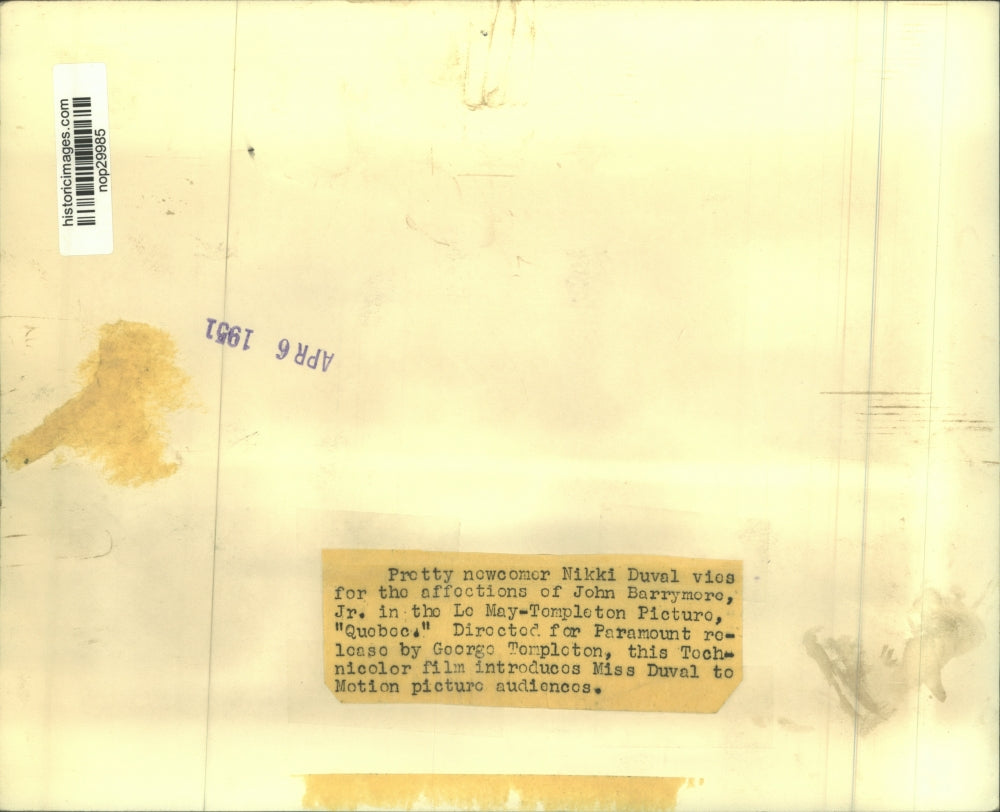 historicimages.com
nop29985
APR 6 1951
Pretty newcomer Nikki Duval vies
for the affections of John Barrymore,
Jr. in the Le May-Templeton Picture,
"Quebec." Directed for Paramount re-
lease by George Templeton, this Tech-
nicolor film introduces Miss Duval to
Motion picture audiences.